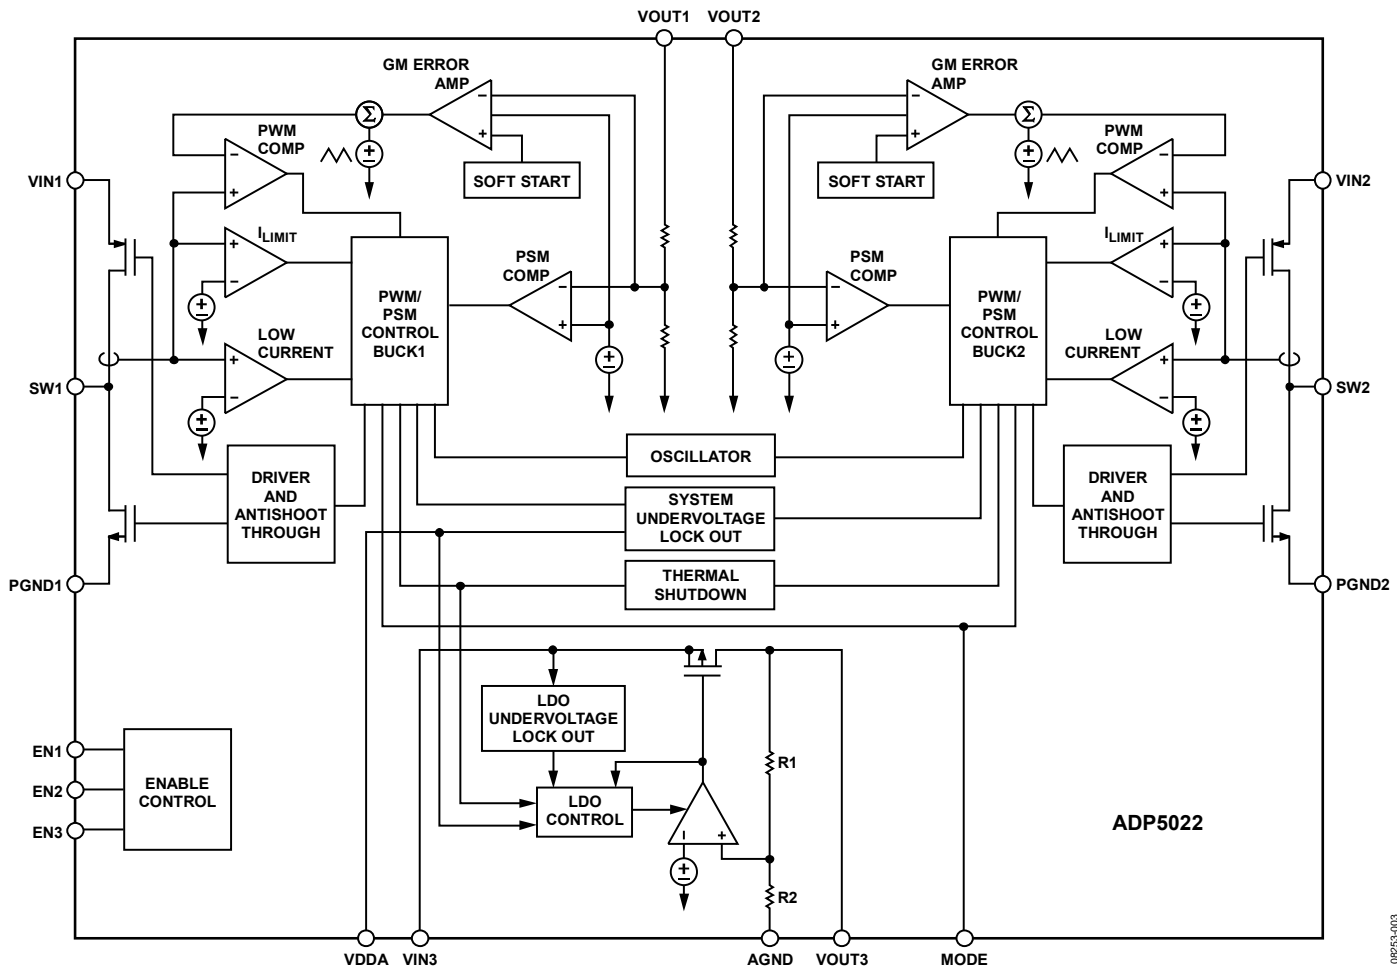 VOUT1
VOUT2
GM ERROR
AMP
GM ERROR
AMP
Σ
Σ
PWM
COMP
PWM
COMP
SOFT START
SOFT START
VIN1
VIN2
I LIMIT
I LIMIT
PSM
COMP
PSM
COMP
PWM/
PSM
CONTROL
BUCK1
PWM/
PSM
CONTROL
BUCK2
LOW
CURRENT
LOW
CURRENT
SW1
SW2
OSCILLATOR
DRIVER
AND
ANTISHOOT
THROUGH
SYSTEM
UNDERVOLTAGE
LOCK OUT
DRIVER
AND
ANTISHOOT
THROUGH
PGND1
THERMAL
SHUTDOWN
PGND2
LDO
UNDERVOLTAGE
LOCK OUT
EN1
EN2
EN3
ENABLE
CONTROL
R1
LDO
CONTROL
ADP5022
R2
VDDA
VIN3
AGND
VOUT3
MODE
08253-003